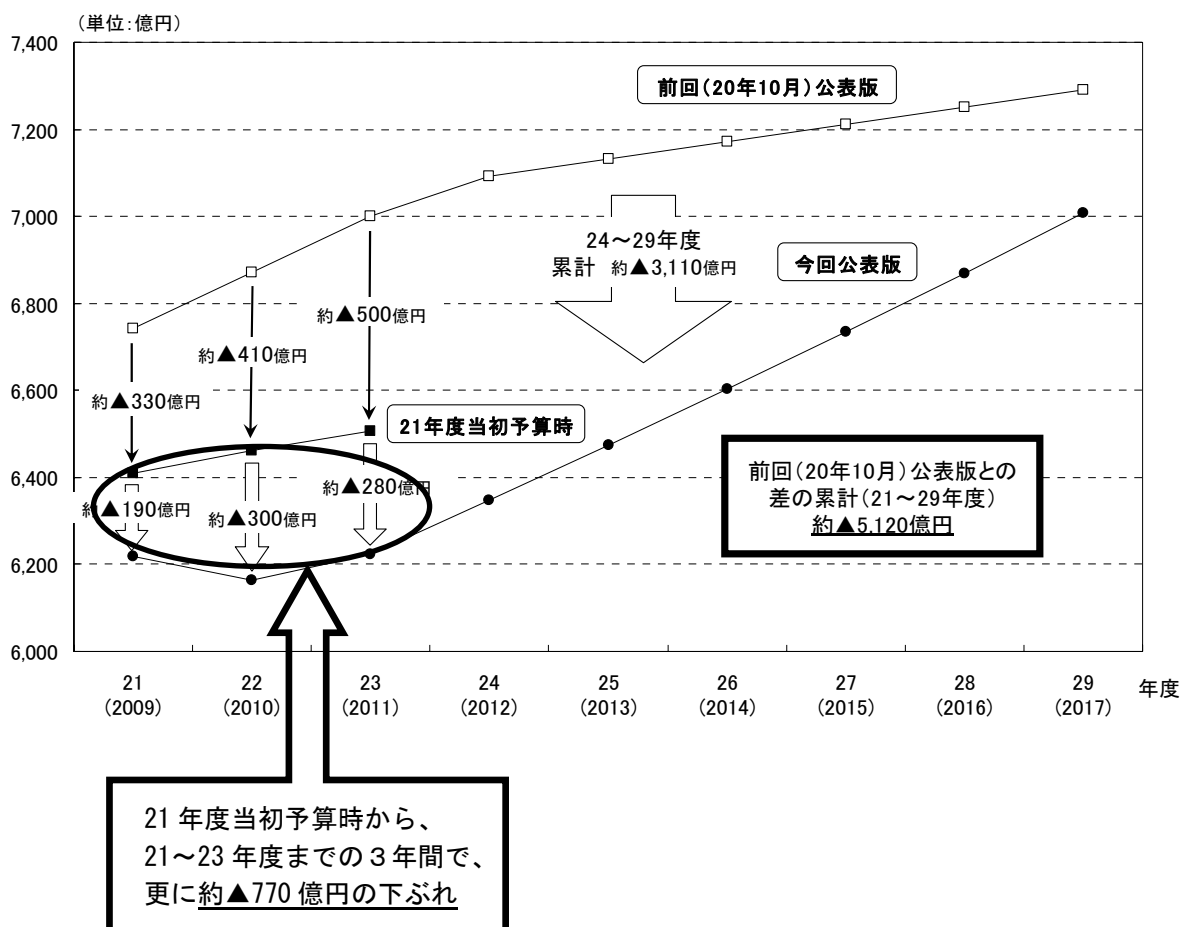 （単位：億円）
7,400
7,200
7,000
6,800
6,600
6,400
6,200
6,000
前回（20年10月）公表版
24～29年度
累計 約▲3,110億円
今回公表版
約▲500億円
約▲410億円
約▲330億円
21年度当初予算時
約▲190億円
約▲300億円
約▲280億円
前回（20年10月）公表版との
差の累計（21～29年度）
約▲5,120億円
21 22 23 24 25 26 27 28 29 年度
（2009） （2010） （2011） （2012） （2013） （2014） （2015） （2016） （2017）
21 年度当初予算時から、
21～23 年度までの３年間で、
更に約▲770 億円の下ぶれ